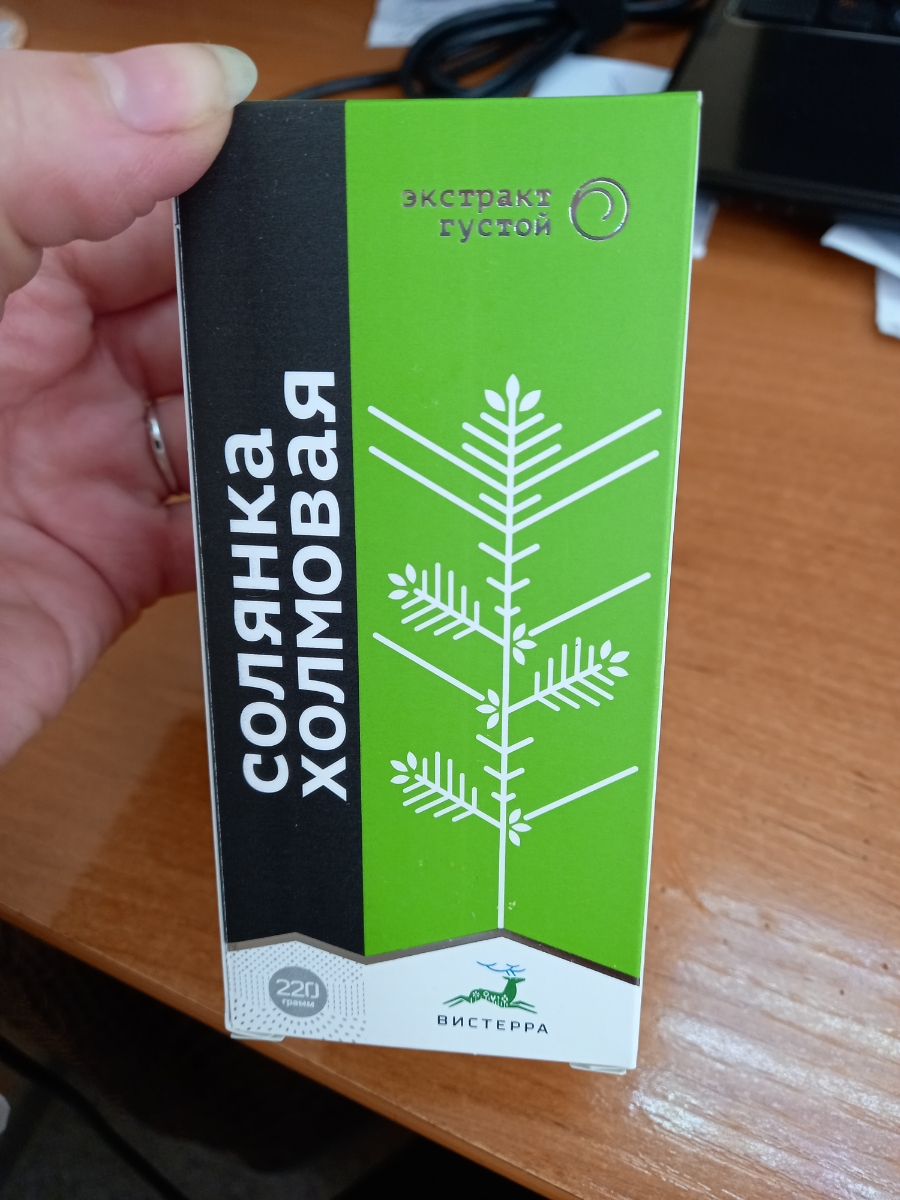 экстракт
густой
солянка
холмовая
220
грамм
ВИСТЕРРА